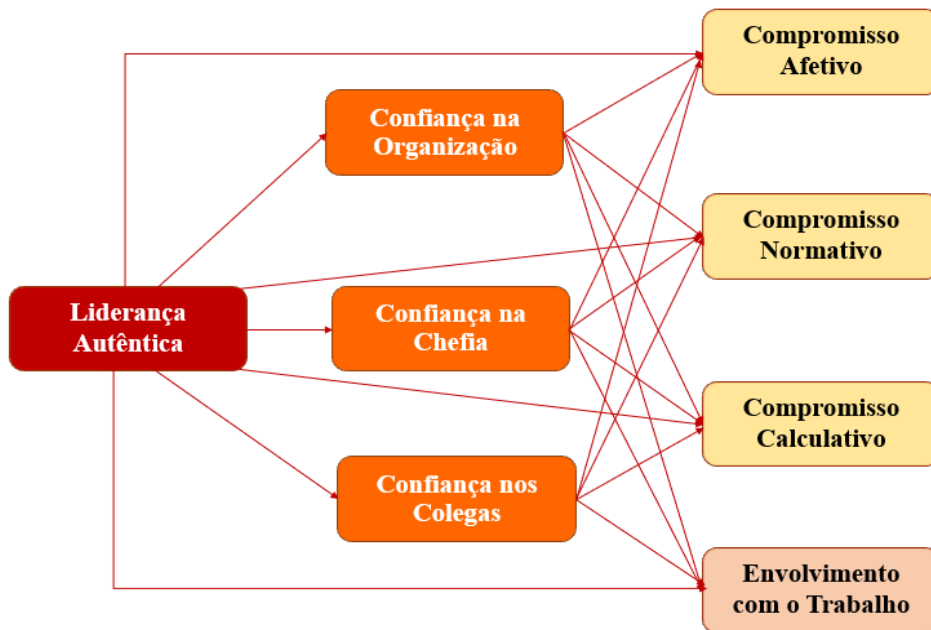 Compromisso
Afetivo
Confiança na
Organização
Compromisso
Normativo
Liderança
Autêntica
Confiança na
Chefia
Compromisso
Calculativo
Confiança nos
Colegas
Envolvimento
com o Trabalho